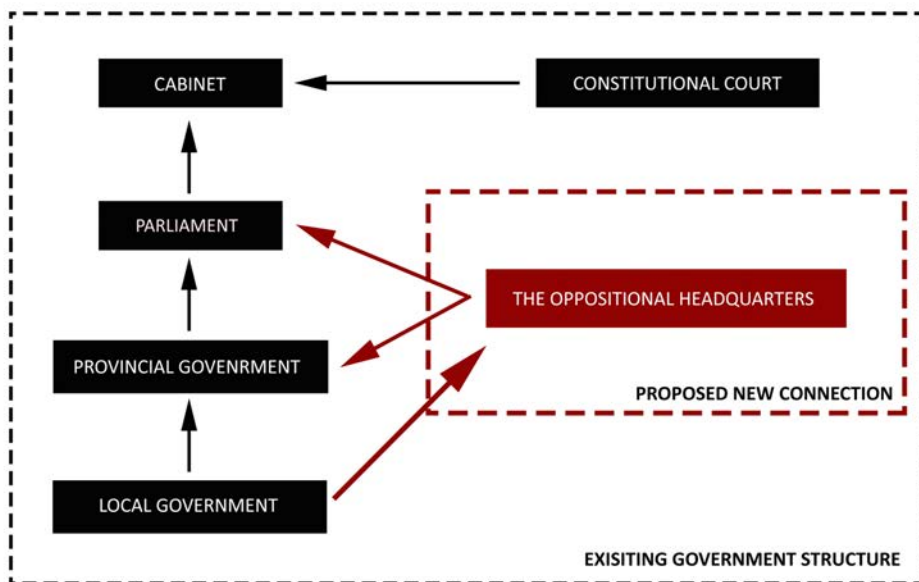 CABINET
CONSTITUTIONAL COURT
PARLIAMENT
THE OPPOSITIONAL HEADQUARTERS
PROVINCIAL GOVENRMENT
PROPOSED NEW CONNECTION
LOCAL GOVERNMENT
EXISITING GOVERNMENT STRUCTURE